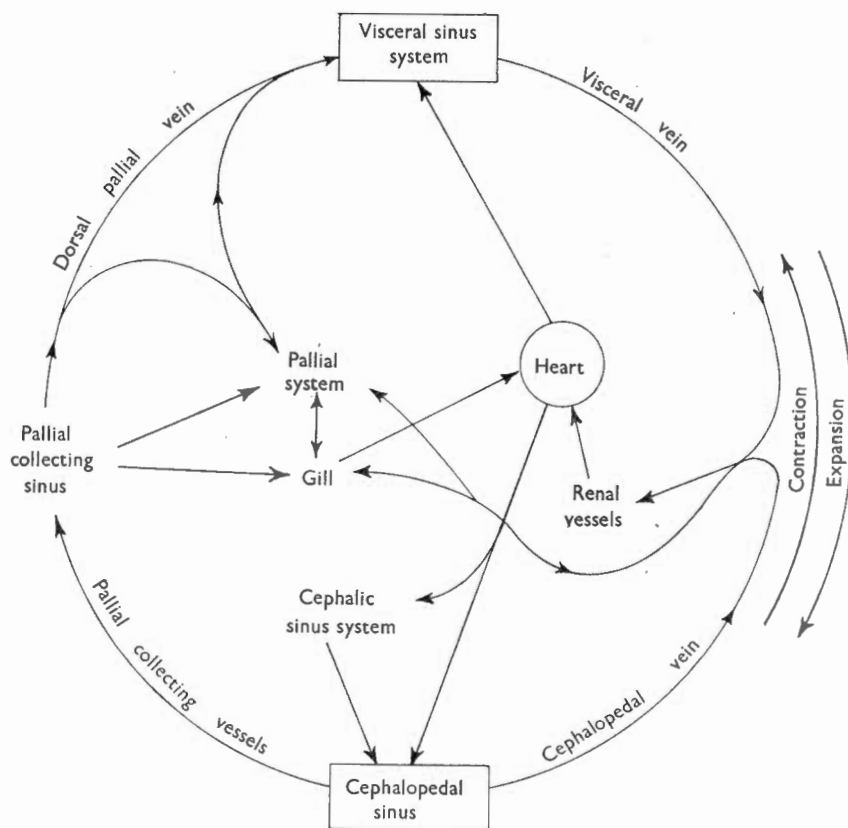 Visceral sinus
system
Visceral
vein
Dorsal
pallial
vein
Heart
Pallial
system
Contraction
Expansion
Pallial
collecting
sinus
Gill
Renal
vessels
Cephalic
sinus system
Pallial
collecting
vessels
Cephalopedal
vein
Cephalopedal
sinus